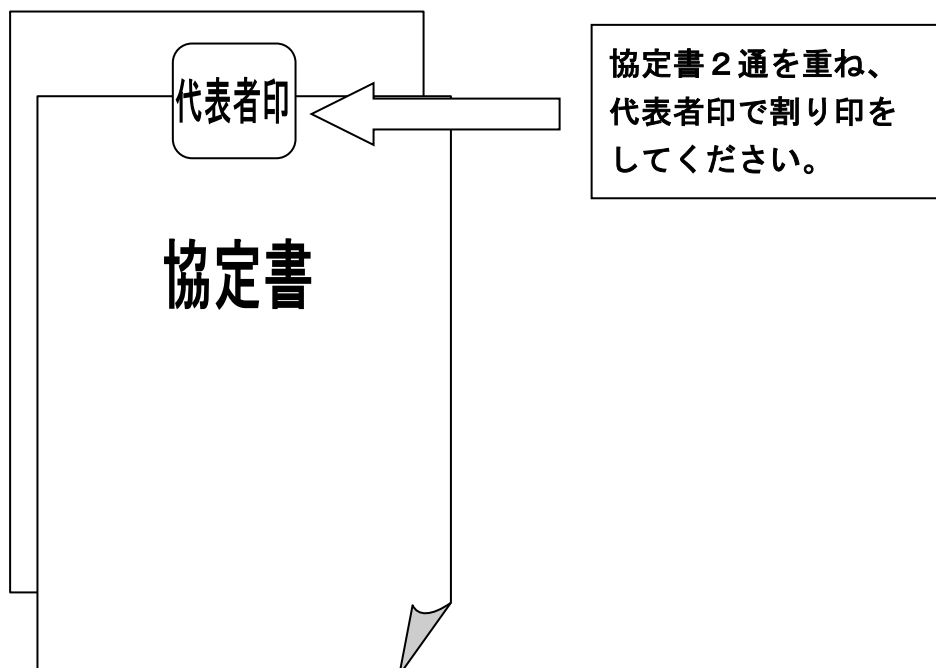 代表者印
協定書２通を重ね、
代表者印で割り印を
してください。
協定書